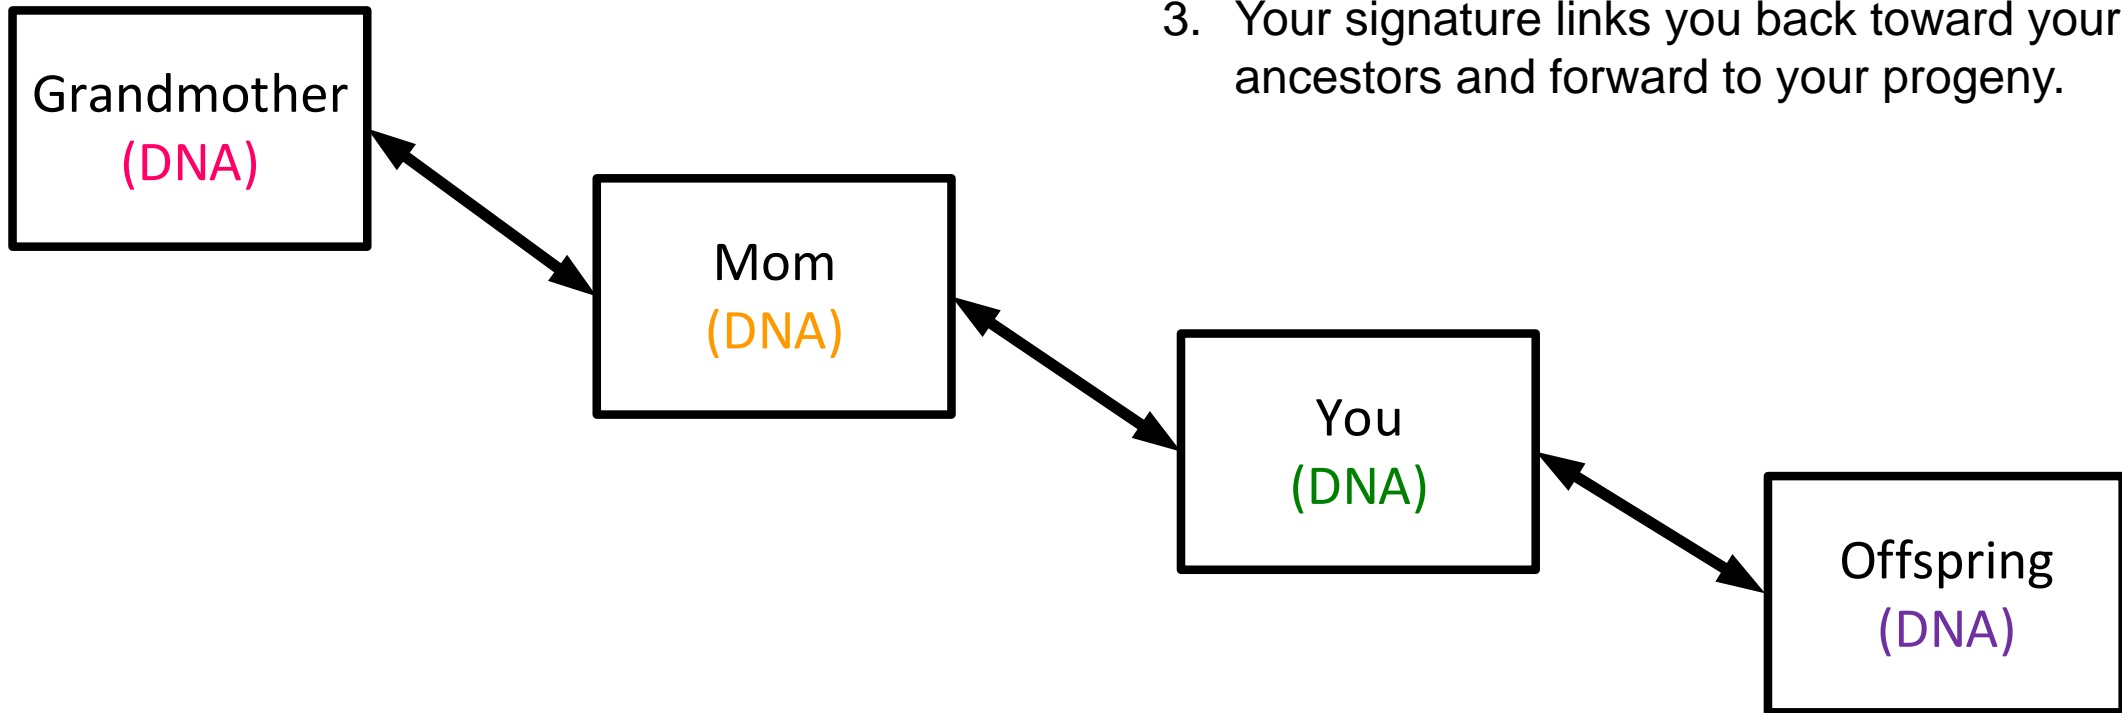 3. Your signature links you back toward your
ancestors and forward to your progeny.
Grandmother
(DNA)
Mom
(DNA)
You
(DNA)
Offspring
(DNA)